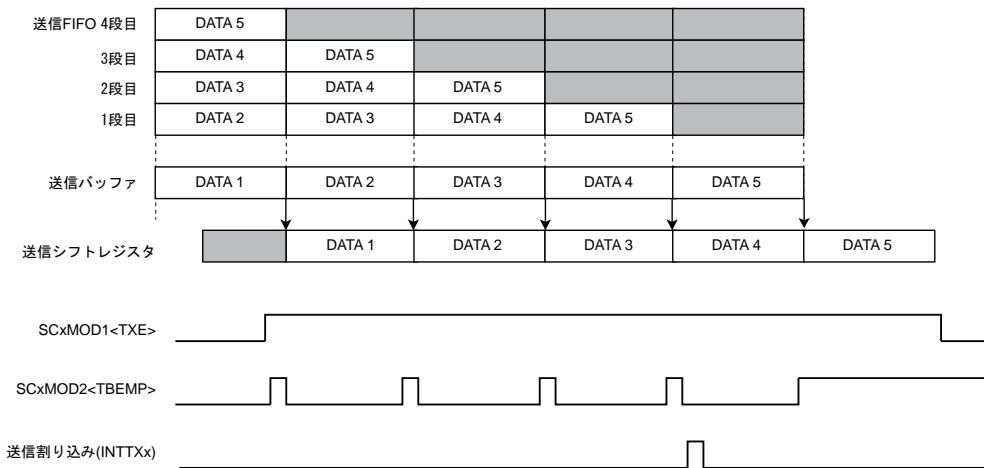 送信FIFO 4段目 DATA 5
3段目 DATA 4 DATA 5
2段目 DATA 3 DATA 4 DATA 5
1段目 DATA 2 DATA 3 DATA 4 DATA 5
送信バッファ DATA 1 DATA 2 DATA 3 DATA 4 DATA 5
送信シフトレジスタ DATA 1 DATA 2 DATA 3 DATA 4 DATA 5
SCxMOD1<TXE>
SCxMOD2<TBEMP>
送信割り込み(INTTXx)